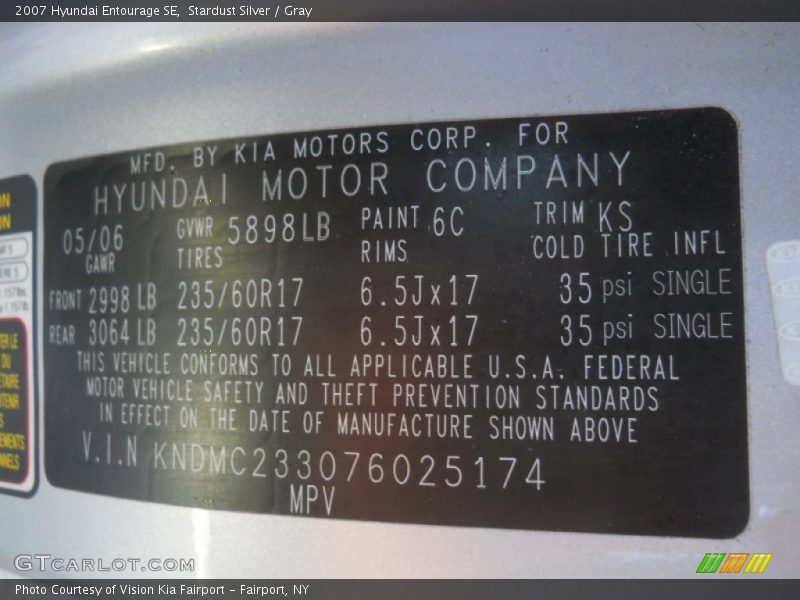 2007 Hyundai Entourage SE, Stardust Silver / Gray
MFD. BY KIA MOTORS CORP. FOR
HYUNDAI MOTOR COMPANY
05/06 GVWR 5898LB PAINT 6C TRIM KS
GAWR TIRES RIMS COLD TIRE INFL
FRONT 2998 LB 235/60R17 6.5Jx17 35 psi SINGLE
REAR 3064 LB 235/60R17 6.5Jx17 35 psi SINGLE
THIS VEHICLE CONFORMS TO ALL APPLICABLE U.S.A. FEDERAL
MOTOR VEHICLE SAFETY AND THEFT PREVENTION STANDARDS
IN EFFECT ON THE DATE OF MANUFACTURE SHOWN ABOVE
V.I.N KNDMC233076025174
MPV
GTCARLOT.COM
Photo Courtesy of Vision Kia Fairport – Fairport, NY